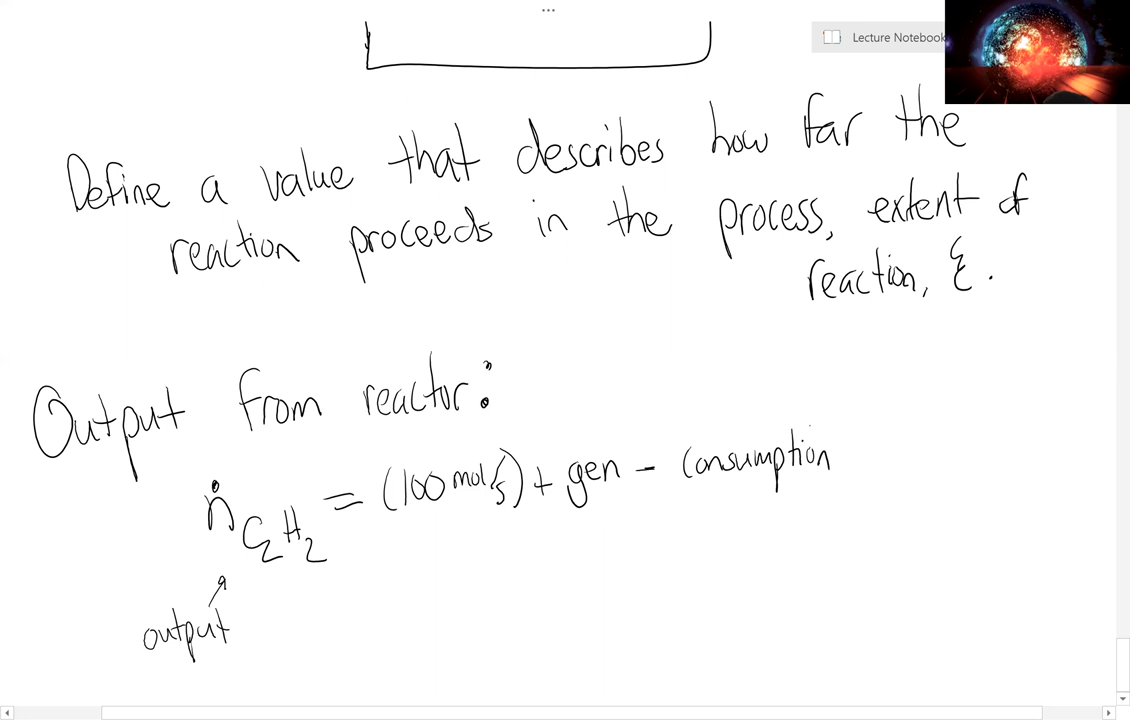 Lecture Notebook
Define a value that describes how far the
reaction proceeds in the process, extent of
reaction, ξ.
Output from reactor:
ṅ C₂H₂ = (100 mol/s) + gen - consumption
output